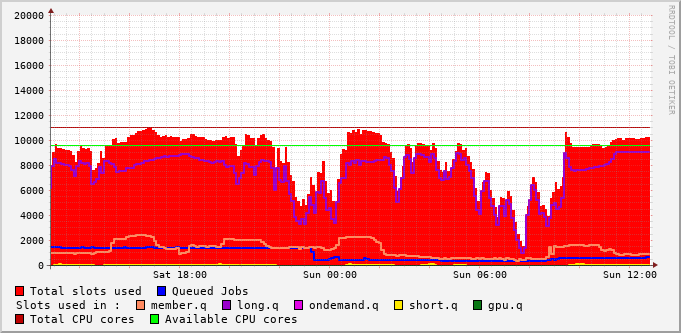 RRDTOOL / TOBI OETIKER
20000
18000
16000
14000
12000
10000
8000
6000
4000
2000
0
Sat 18:00 Sun 00:00 Sun 06:00 Sun 12:00
Total slots used Queued Jobs
Slots used in : member.q long.q ondemand.q short.q gpu.q
Total CPU cores Available CPU cores